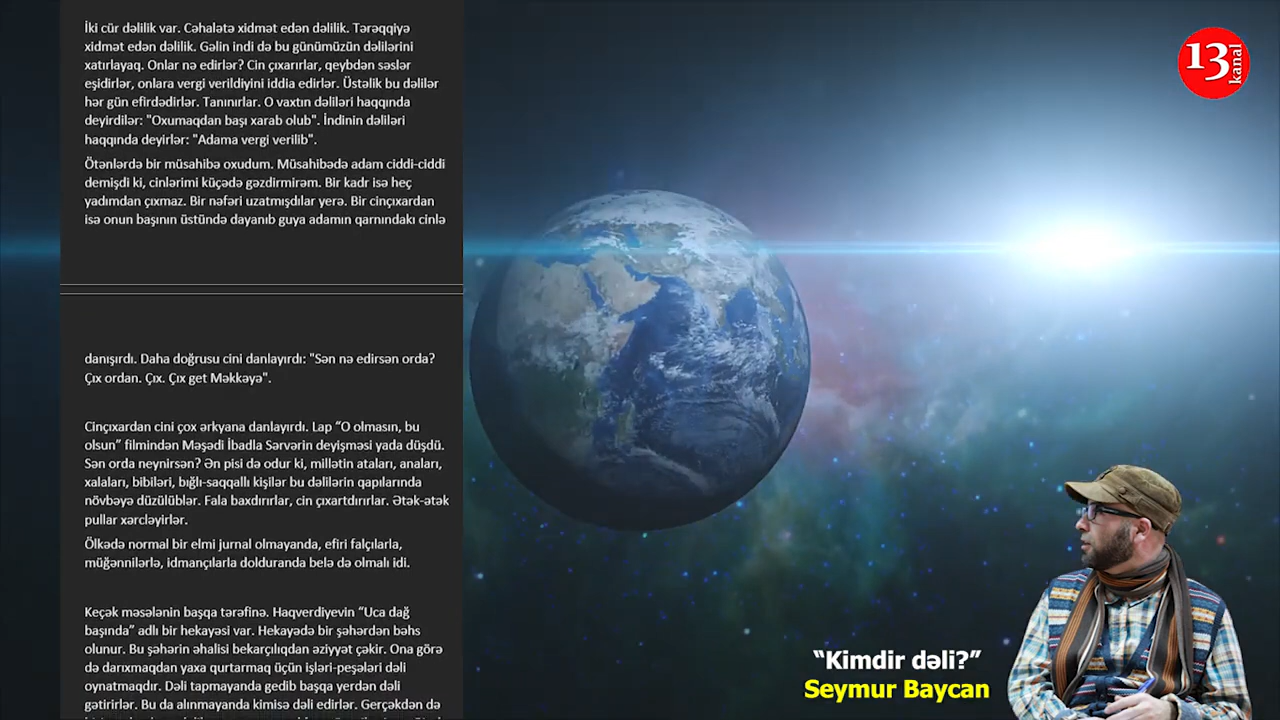 İki cür dəlilik var. Cəhalətə xidmət edən dəlilik. Tərəqqiyə
xidmət edən dəlilik. Gəlin indi də bu günümüzün dəlilərini
xatırlayaq. Onlar nə edirlər? Cin çıxarırlar, qeybdən səslər
eşidirlər, onlara vergi verildiyini iddia edirlər. Üstəlik bu dəlilər
hər gün efirdədirlər. Tanınırlar. O vaxtın dəliləri haqqında
deyirdilər: "Oxumaqdan başı xarab olub". İndinin dəliləri
haqqında deyirlər: "Adama vergi verilib".
Ötənlərdə bir müsahibə oxudum. Müsahibədə adam ciddi-ciddi
demişdi ki, cinlərimi küçədə gəzdirmirəm. Bir kadr isə heç
yadımdan çıxmaz. Bir nəfəri uzatmışdılar yerə. Bir cinçıxardan
isə onun başının üstündə dayanıb guya adamın qarnındakı cinlə
danışırdı. Daha doğrusu cini danlayırdı: "Sən nə edirsən orda?
Çıx ordan. Çıx. Çıx get Məkkəyə".
Cinçıxardan cini çox ərkyana danlayırdı. Lap “O olmasın, bu
olsun” filmindən Məşədi İbadla Sərvərin deyişməsi yada düşdü.
Sən orda neynirsən? Ən pisi də odur ki, millətin ataları, anaları,
xalaları, bibiləri, bığlı-saqqallı kişilər bu dəlilərin qapılarında
növbəyə düzülüblər. Fala baxdırırlar, cin çıxartdırırlar. Ətək-ətək
pullar xərcləyirlər.
Ölkədə normal bir elmi jurnal olmayanda, efiri falçılarla,
müğənnilərlə, idmançılarla dolduranda belə də olmalı idi.
Keçək məsələnin başqa tərəfinə. Haqverdiyevin “Uca dağ
başında” adlı bir hekayəsi var. Hekayədə bir şəhərdən bəhs
olunur. Bu şəhərin əhalisi bekarçılıqdan əziyyət çəkir. Ona görə
də darıxmaqdan yaxa qurtarmaq üçün işləri-peşələri dəli
oynatmaqdır. Dəli tapmayanda gedib başqa yerdən dəli
gətirirlər. Bu da alınmayanda kimisə dəli edirlər. Gerçəkdən də
13
kanal
“Kimdir dəli?”
Seymur Baycan